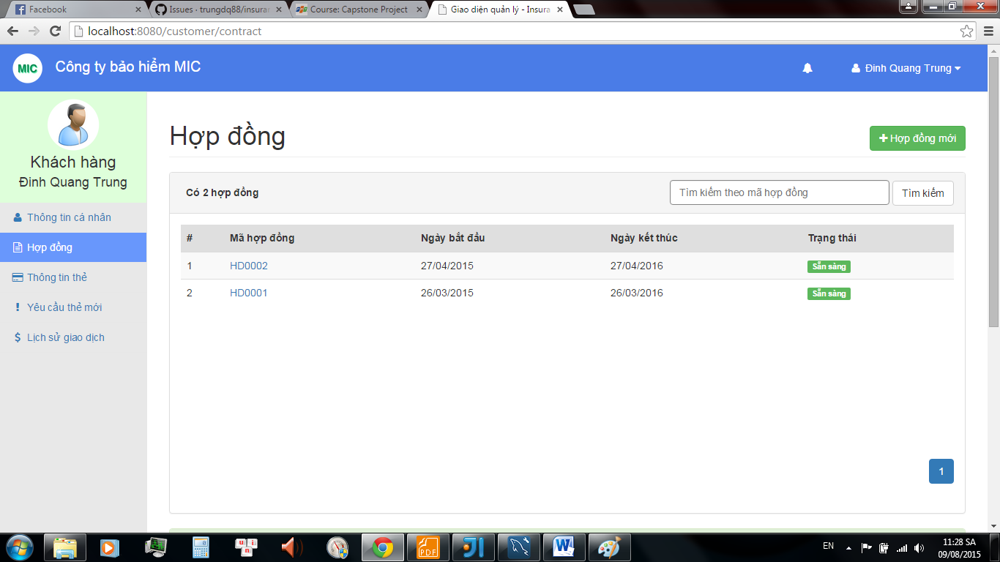 Facebook
Issues · trungdq88/insurar
Course: Capstone Project
Giao diện quản lý - Insura
localhost:8080/customer/contract
MIC
Công ty bảo hiểm MIC
Đinh Quang Trung
Khách hàng
Đinh Quang Trung
Thông tin cá nhân
Hợp đồng
Thông tin thẻ
Yêu cầu thẻ mới
Lịch sử giao dịch
Hợp đồng
Hợp đồng mới
Có 2 hợp đồng
Tìm kiếm theo mã hợp đồng
Tìm kiếm
# Mã hợp đồng Ngày bắt đầu Ngày kết thúc Trạng thái
1 HD0002 27/04/2015 27/04/2016 Sẵn sàng
2 HD0001 26/03/2015 26/03/2016 Sẵn sàng
1
u n i
PDF
JI
W
EN
11:28 SA
09/08/2015